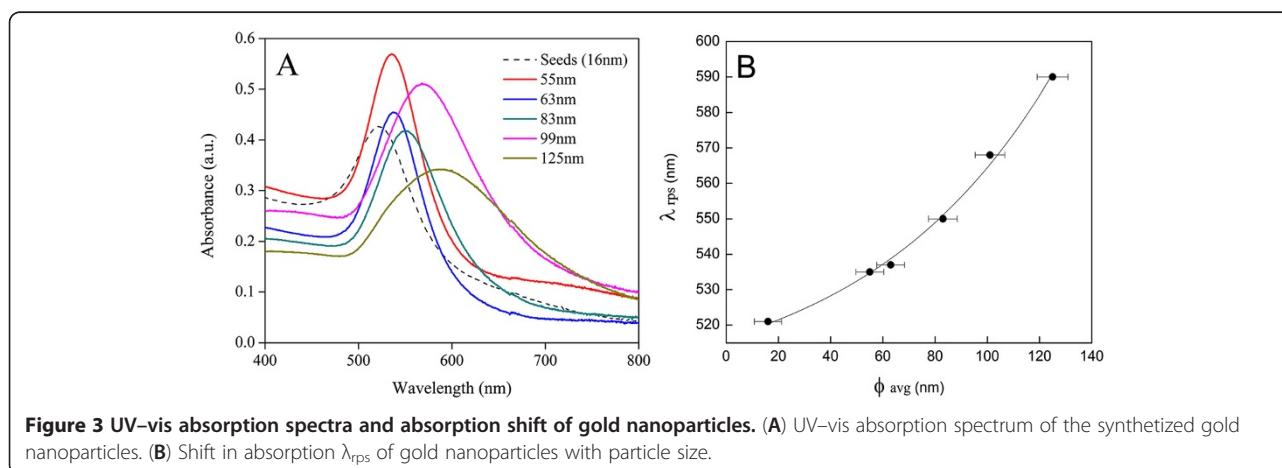 A
Seeds (16nm)
55nm
63nm
83nm
99nm
125nm
0.6
0.5
0.4
0.3
0.2
0.1
0.0
Absorbance (a.u.)
400
500
600
700
800
Wavelength (nm)
B
600
590
580
570
560
550
540
530
520
λ rps (nm)
0
20
40
60
80
100
120
140
ϕ avg (nm)
Figure 3 UV–vis absorption spectra and absorption shift of gold nanoparticles. (A) UV–vis absorption spectrum of the synthetized gold
nanoparticles. (B) Shift in absorption λrps of gold nanoparticles with particle size.